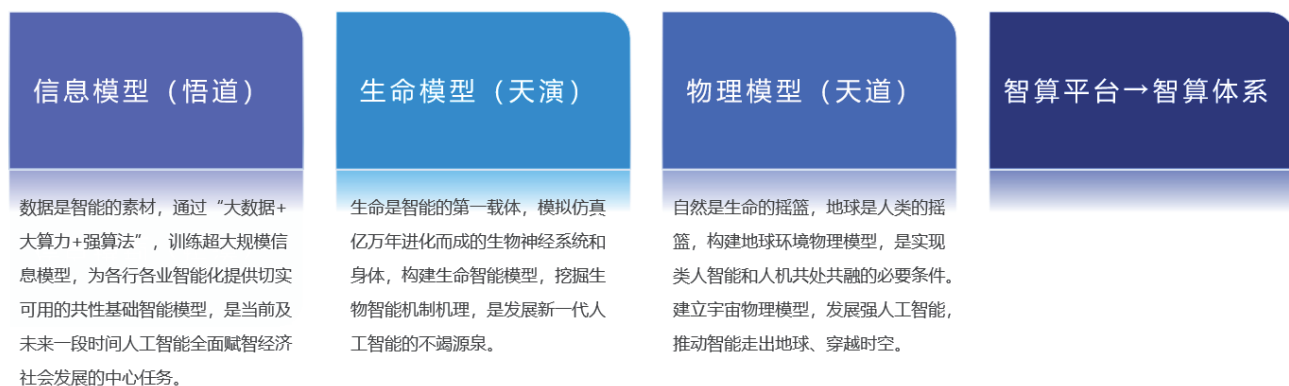 信息模型（悟道）
数据是智能的素材，通过“大数据+
大算力+强算法”，训练超大规模信
息模型，为各行各业智能化提供切实
可用的共性基础智能模型，是当前及
未来一段时间人工智能全面赋智经济
社会发展的中心任务。
生命模型（天演）
生命是智能的第一载体，模拟仿真
亿万年进化而成的生物神经系统和
身体，构建生命智能模型，挖掘生
物智能机制机理，是发展新一代人
工智能的不竭源泉。
物理模型（天道）
自然是生命的摇篮，地球是人类的摇
篮，构建地球环境物理模型，是实现
类人智能和人机共处共融的必要条件。
建立宇宙物理模型，发展强人工智能，
推动智能走出地球、穿越时空。
智算平台→智算体系